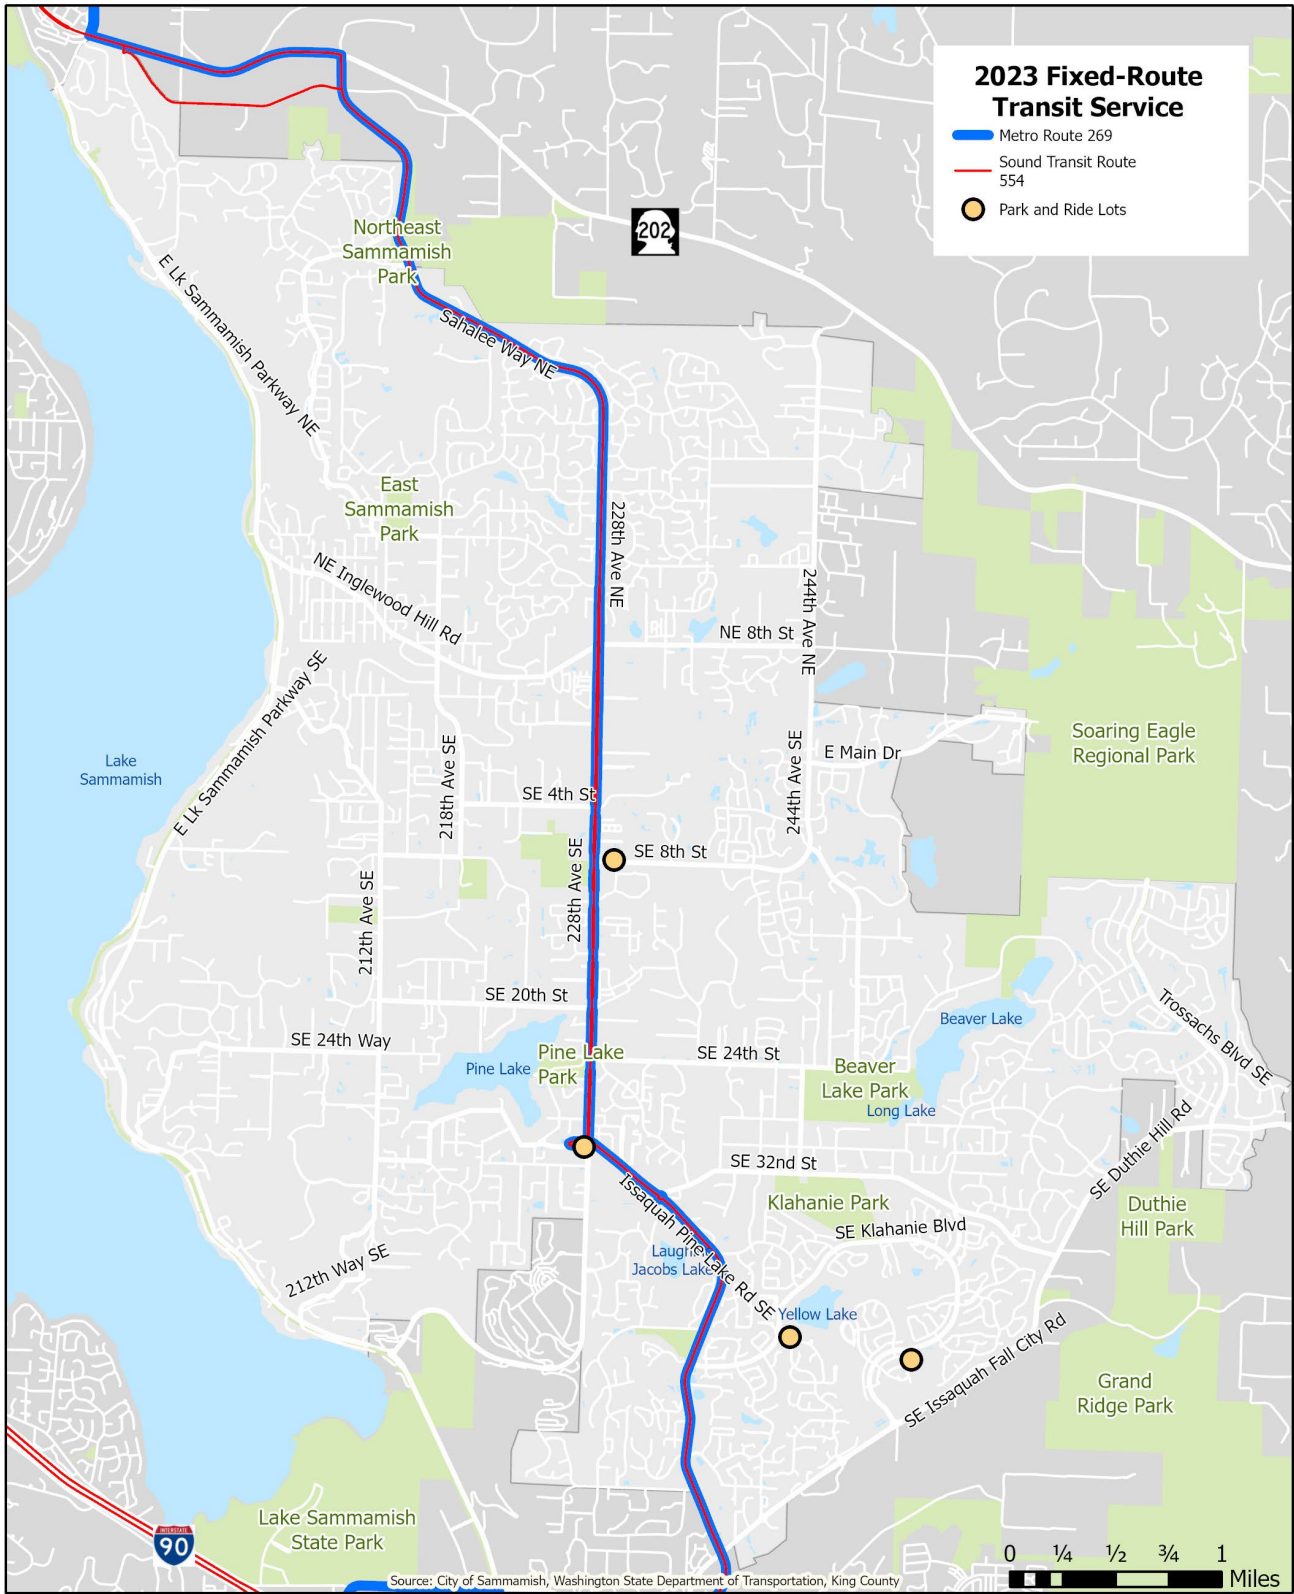 2023 Fixed-Route
Transit Service
Metro Route 269
Sound Transit Route
554
Park and Ride Lots
202
Northeast
Sammamish
Park
E Lk Sammamish Parkway NE
Sahalee Way NE
East
Sammamish
Park
228th Ave NE
NE Inglewood Hill Rd
244th Ave NE
NE 8th St
E Lk Sammamish Parkway SE
Soaring Eagle
Regional Park
Lake
Sammamish
218th Ave SE
244th Ave SE
E Main Dr
SE 4th St
228th Ave SE
SE 8th St
212th Ave SE
SE 20th St
Trossachs Blvd SE
Beaver Lake
SE 24th Way
Pine Lake
Pine Lake
Park
SE 24th St
Beaver
Lake Park
Long Lake
SE Duthie Hill Rd
SE 32nd St
Issaquah Pine Lake Rd SE
Klahanie Park
Duthie
Hill Park
SE Klahanie Blvd
Jacobs Lake
212th Way SE
Yellow Lake
SE Issaquah Fall City Rd
Grand
Ridge Park
Lake Sammamish
State Park
INTERSTATE
90
0 ¼ ½ ¾ 1
Miles
Source: City of Sammamish, Washington State Department of Transportation, King County